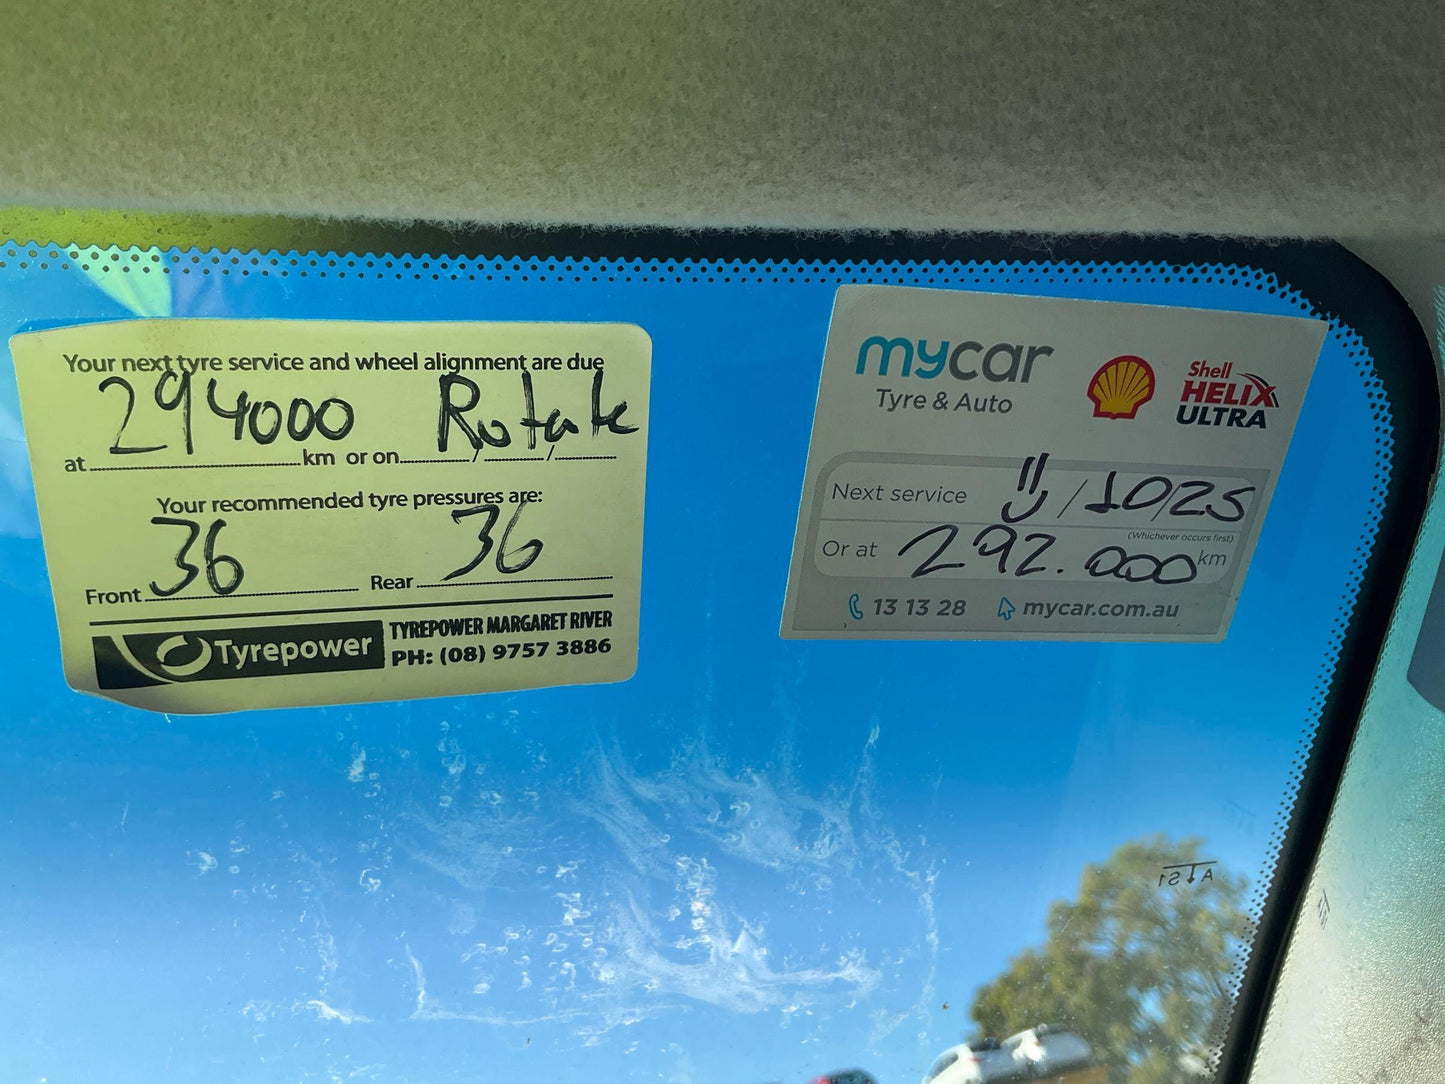 Your next tyre service and wheel alignment are due
at 294000 km or on Rotate / /
Your recommended tyre pressures are:
Front 36 Rear 36
Tyrepower
TYREPOWER MARGARET RIVER
PH: (08) 9757 3886
mycar
Tyre & Auto
Shell
HELIX
ULTRA
Next service /10/25
(Whichever occurs first)
Or at 292.000 km
13 13 28 mycar.com.au